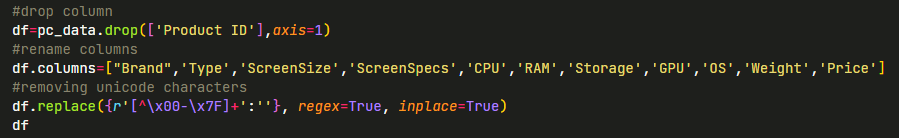 #drop column
df=pc_data.drop(['Product ID'],axis=1)
#rename columns
df.columns=["Brand",'Type','ScreenSize','ScreenSpecs','CPU','RAM','Storage','GPU','OS','Weight','Price']
#removing unicode characters
df.replace({r'[^\x00-\x7F]+':''}, regex=True, inplace=True)
df